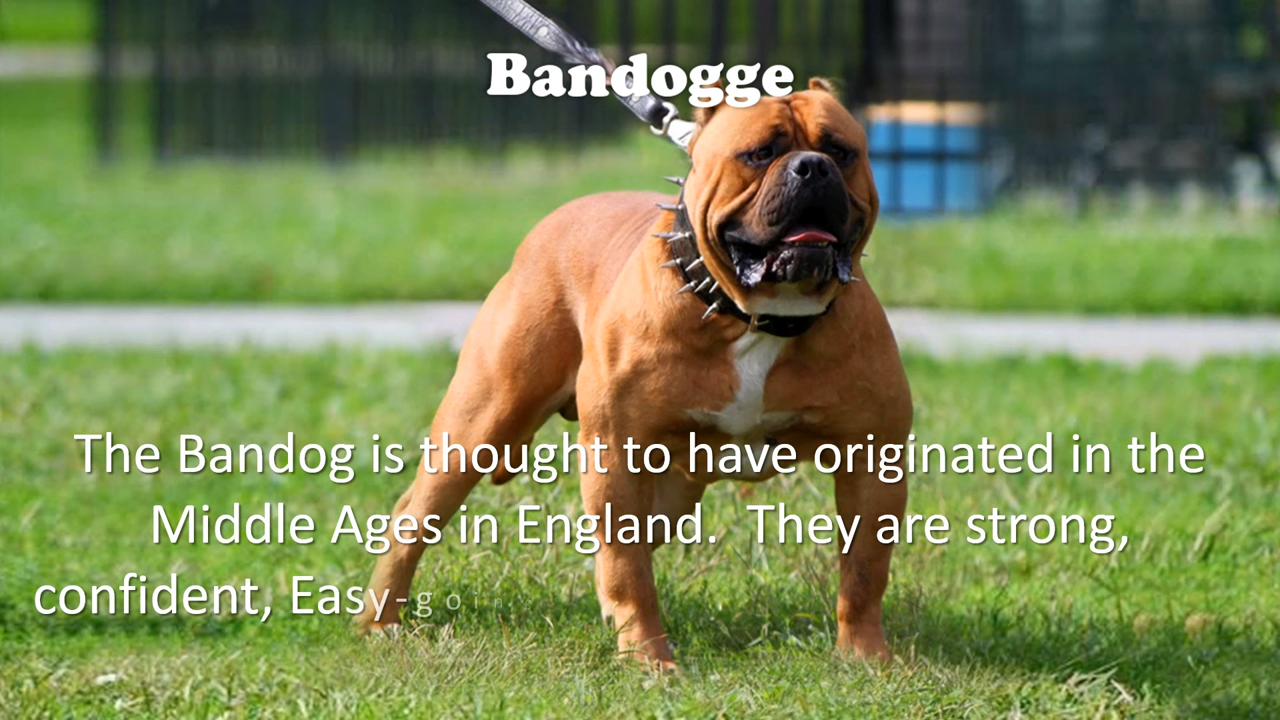 Bandogge
The Bandog is thought to have originated in the
Middle Ages in England.  They are strong,
confident, Easy-goin